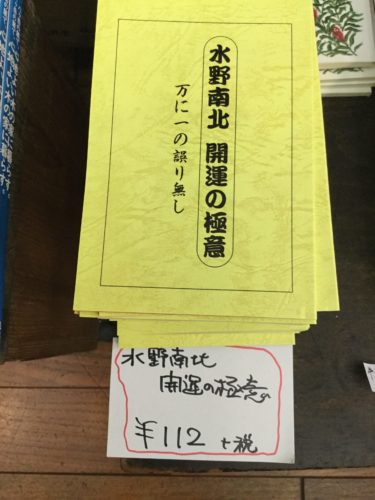 水野南北 開運の極意
万に一の誤り無し
水野南北
開運の極意
¥112 +税